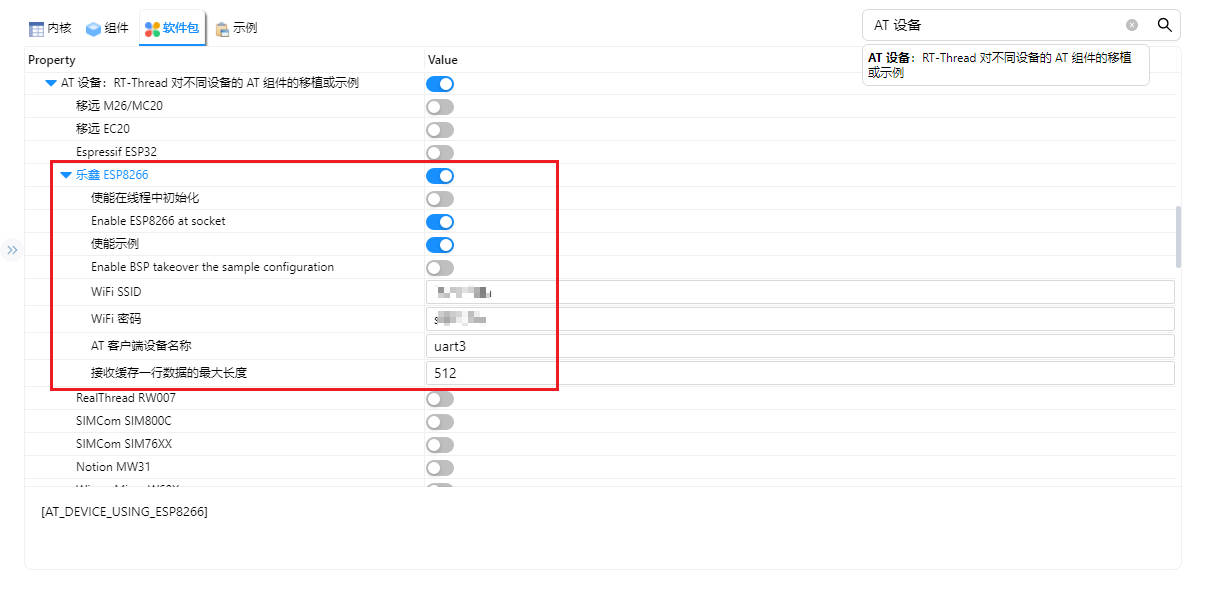 内核 组件 软件包 示例
AT 设备
AT 设备：RT-Thread 对不同设备的 AT 组件的移植
或示例
Property Value
AT 设备：RT-Thread 对不同设备的 AT 组件的移植或示例
移远 M26/MC20
移远 EC20
Espressif ESP32
乐鑫 ESP8266
使能在线程中初始化
Enable ESP8266 at socket
使能示例
Enable BSP takeover the sample configuration
WiFi SSID
WiFi 密码
AT 客户端设备名称 uart3
接收缓存一行数据的最大长度 512
RealThread RW007
SIMCom SIM800C
SIMCom SIM76XX
Notion MW31
[AT_DEVICE_USING_ESP8266]